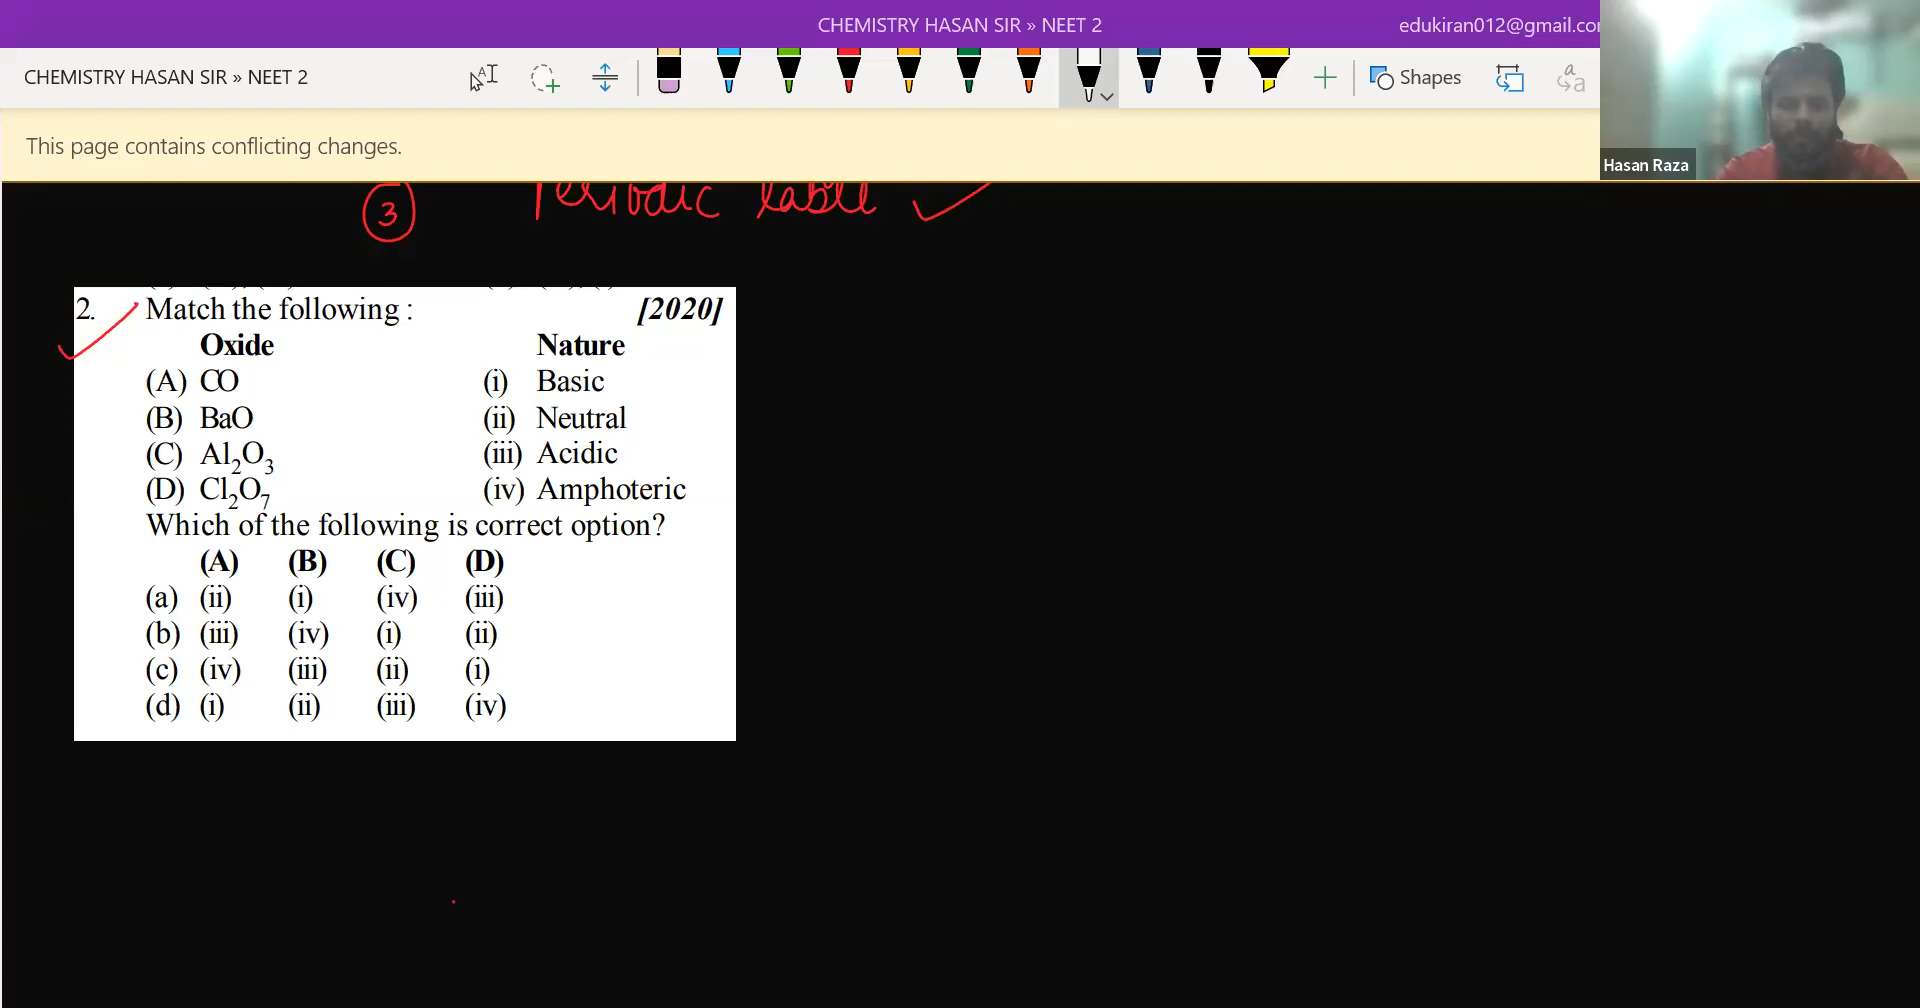 CHEMISTRY HASAN SIR » NEET 2
edukiran012@gmail.co
CHEMISTRY HASAN SIR » NEET 2
Shapes
This page contains conflicting changes.
Hasan Raza
3 Periodic table
2. Match the following : [2020]
Oxide Nature
(A) CO (i) Basic
(B) BaO (ii) Neutral
(C) Al₂O₃ (iii) Acidic
(D) Cl₂O₇ (iv) Amphoteric
Which of the following is correct option?
(A) (B) (C) (D)
(a) (ii) (i) (iv) (iii)
(b) (iii) (iv) (i) (ii)
(c) (iv) (iii) (ii) (i)
(d) (i) (ii) (iii) (iv)